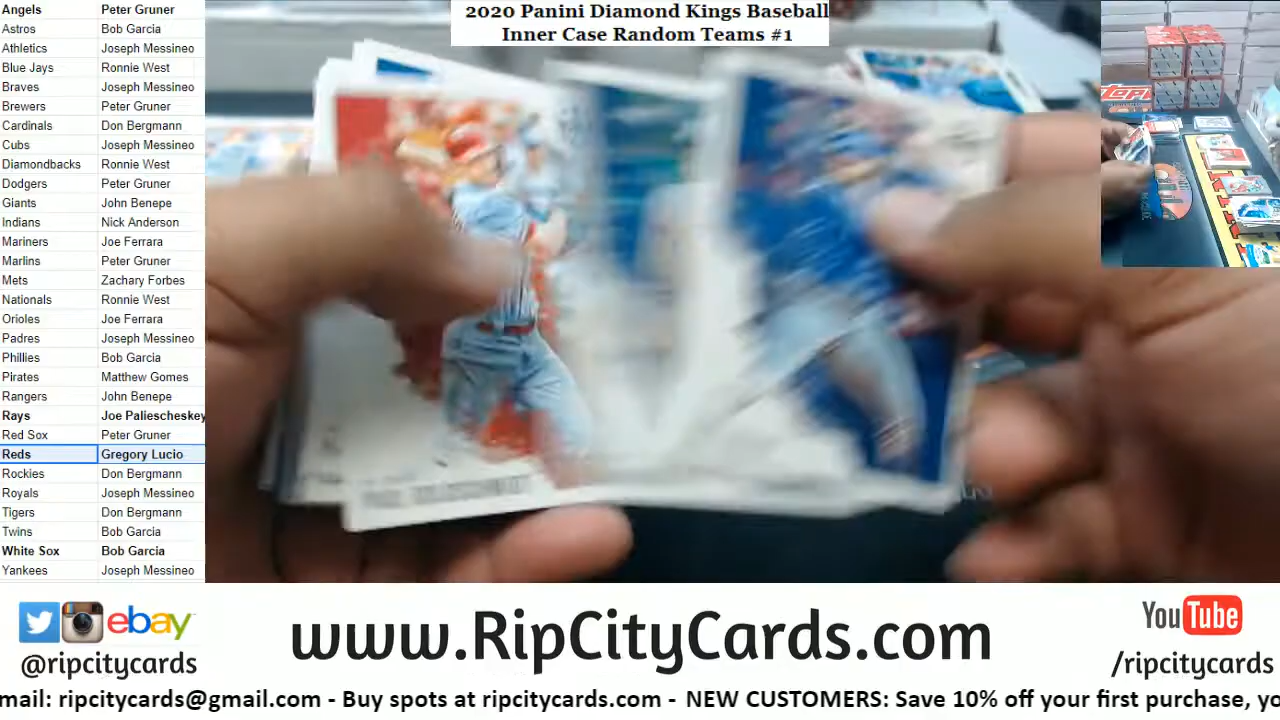 2020 Panini Diamond Kings Baseball
Inner Case Random Teams #1
Angels Peter Gruner
Astros Bob Garcia
Athletics Joseph Messineo
Blue Jays Ronnie West
Braves Joseph Messineo
Brewers Peter Gruner
Cardinals Don Bergmann
Cubs Joseph Messineo
Diamondbacks Ronnie West
Dodgers Peter Gruner
Giants John Benepe
Indians Nick Anderson
Mariners Joe Ferrara
Marlins Peter Gruner
Mets Zachary Forbes
Nationals Ronnie West
Orioles Joe Ferrara
Padres Joseph Messineo
Phillies Bob Garcia
Pirates Matthew Gomes
Rangers John Benepe
Rays Joe Paliescheskey
Red Sox Peter Gruner
Reds Gregory Lucio
Rockies Don Bergmann
Royals Joseph Messineo
Tigers Don Bergmann
Twins Bob Garcia
White Sox Bob Garcia
Yankees Joseph Messineo
ebay
@ripcitycards
www.RipCityCards.com
YouTube
/ripcitycards
mail: ripcitycards@gmail.com - Buy spots at ripcitycards.com - NEW CUSTOMERS: Save 10% off your first purchase, yo